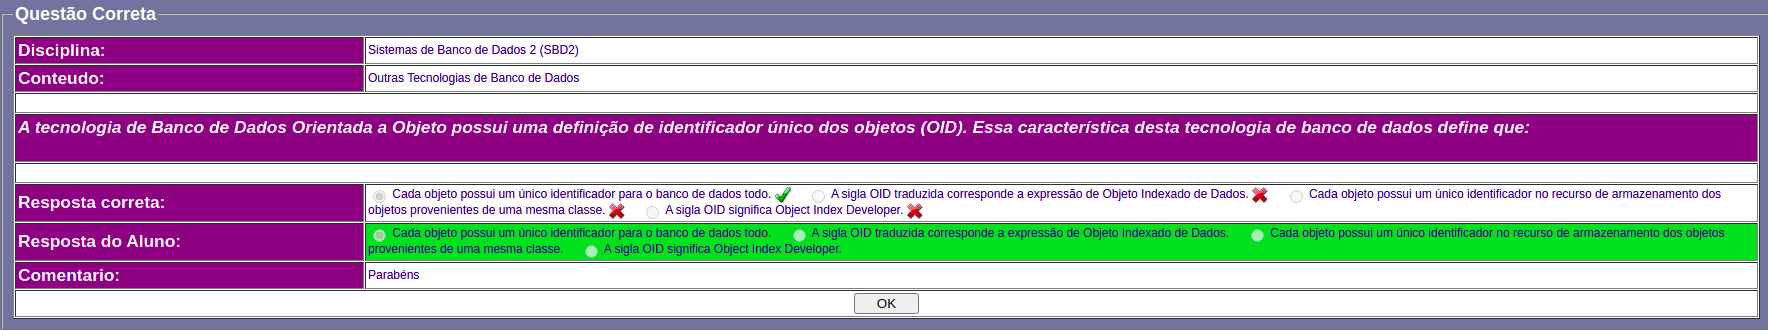 Questão Correta
Disciplina: Sistemas de Banco de Dados 2 (SBD2)
Conteudo: Outras Tecnologias de Banco de Dados
A tecnologia de Banco de Dados Orientada a Objeto possui uma definição de identificador único dos objetos (OID). Essa característica desta tecnologia de banco de dados define que:
Resposta correta: Cada objeto possui um único identificador para o banco de dados todo. A sigla OID traduzida corresponde a expressão de Objeto Indexado de Dados. Cada objeto possui um único identificador no recurso de armazenamento dos
objetos provenientes de uma mesma classe. A sigla OID significa Object Index Developer.
Resposta do Aluno: Cada objeto possui um único identificador para o banco de dados todo. A sigla OID traduzida corresponde a expressão de Objeto Indexado de Dados. Cada objeto possui um único identificador no recurso de armazenamento dos objetos
provenientes de uma mesma classe. A sigla OID significa Object Index Developer.
Comentario: Parabéns
OK